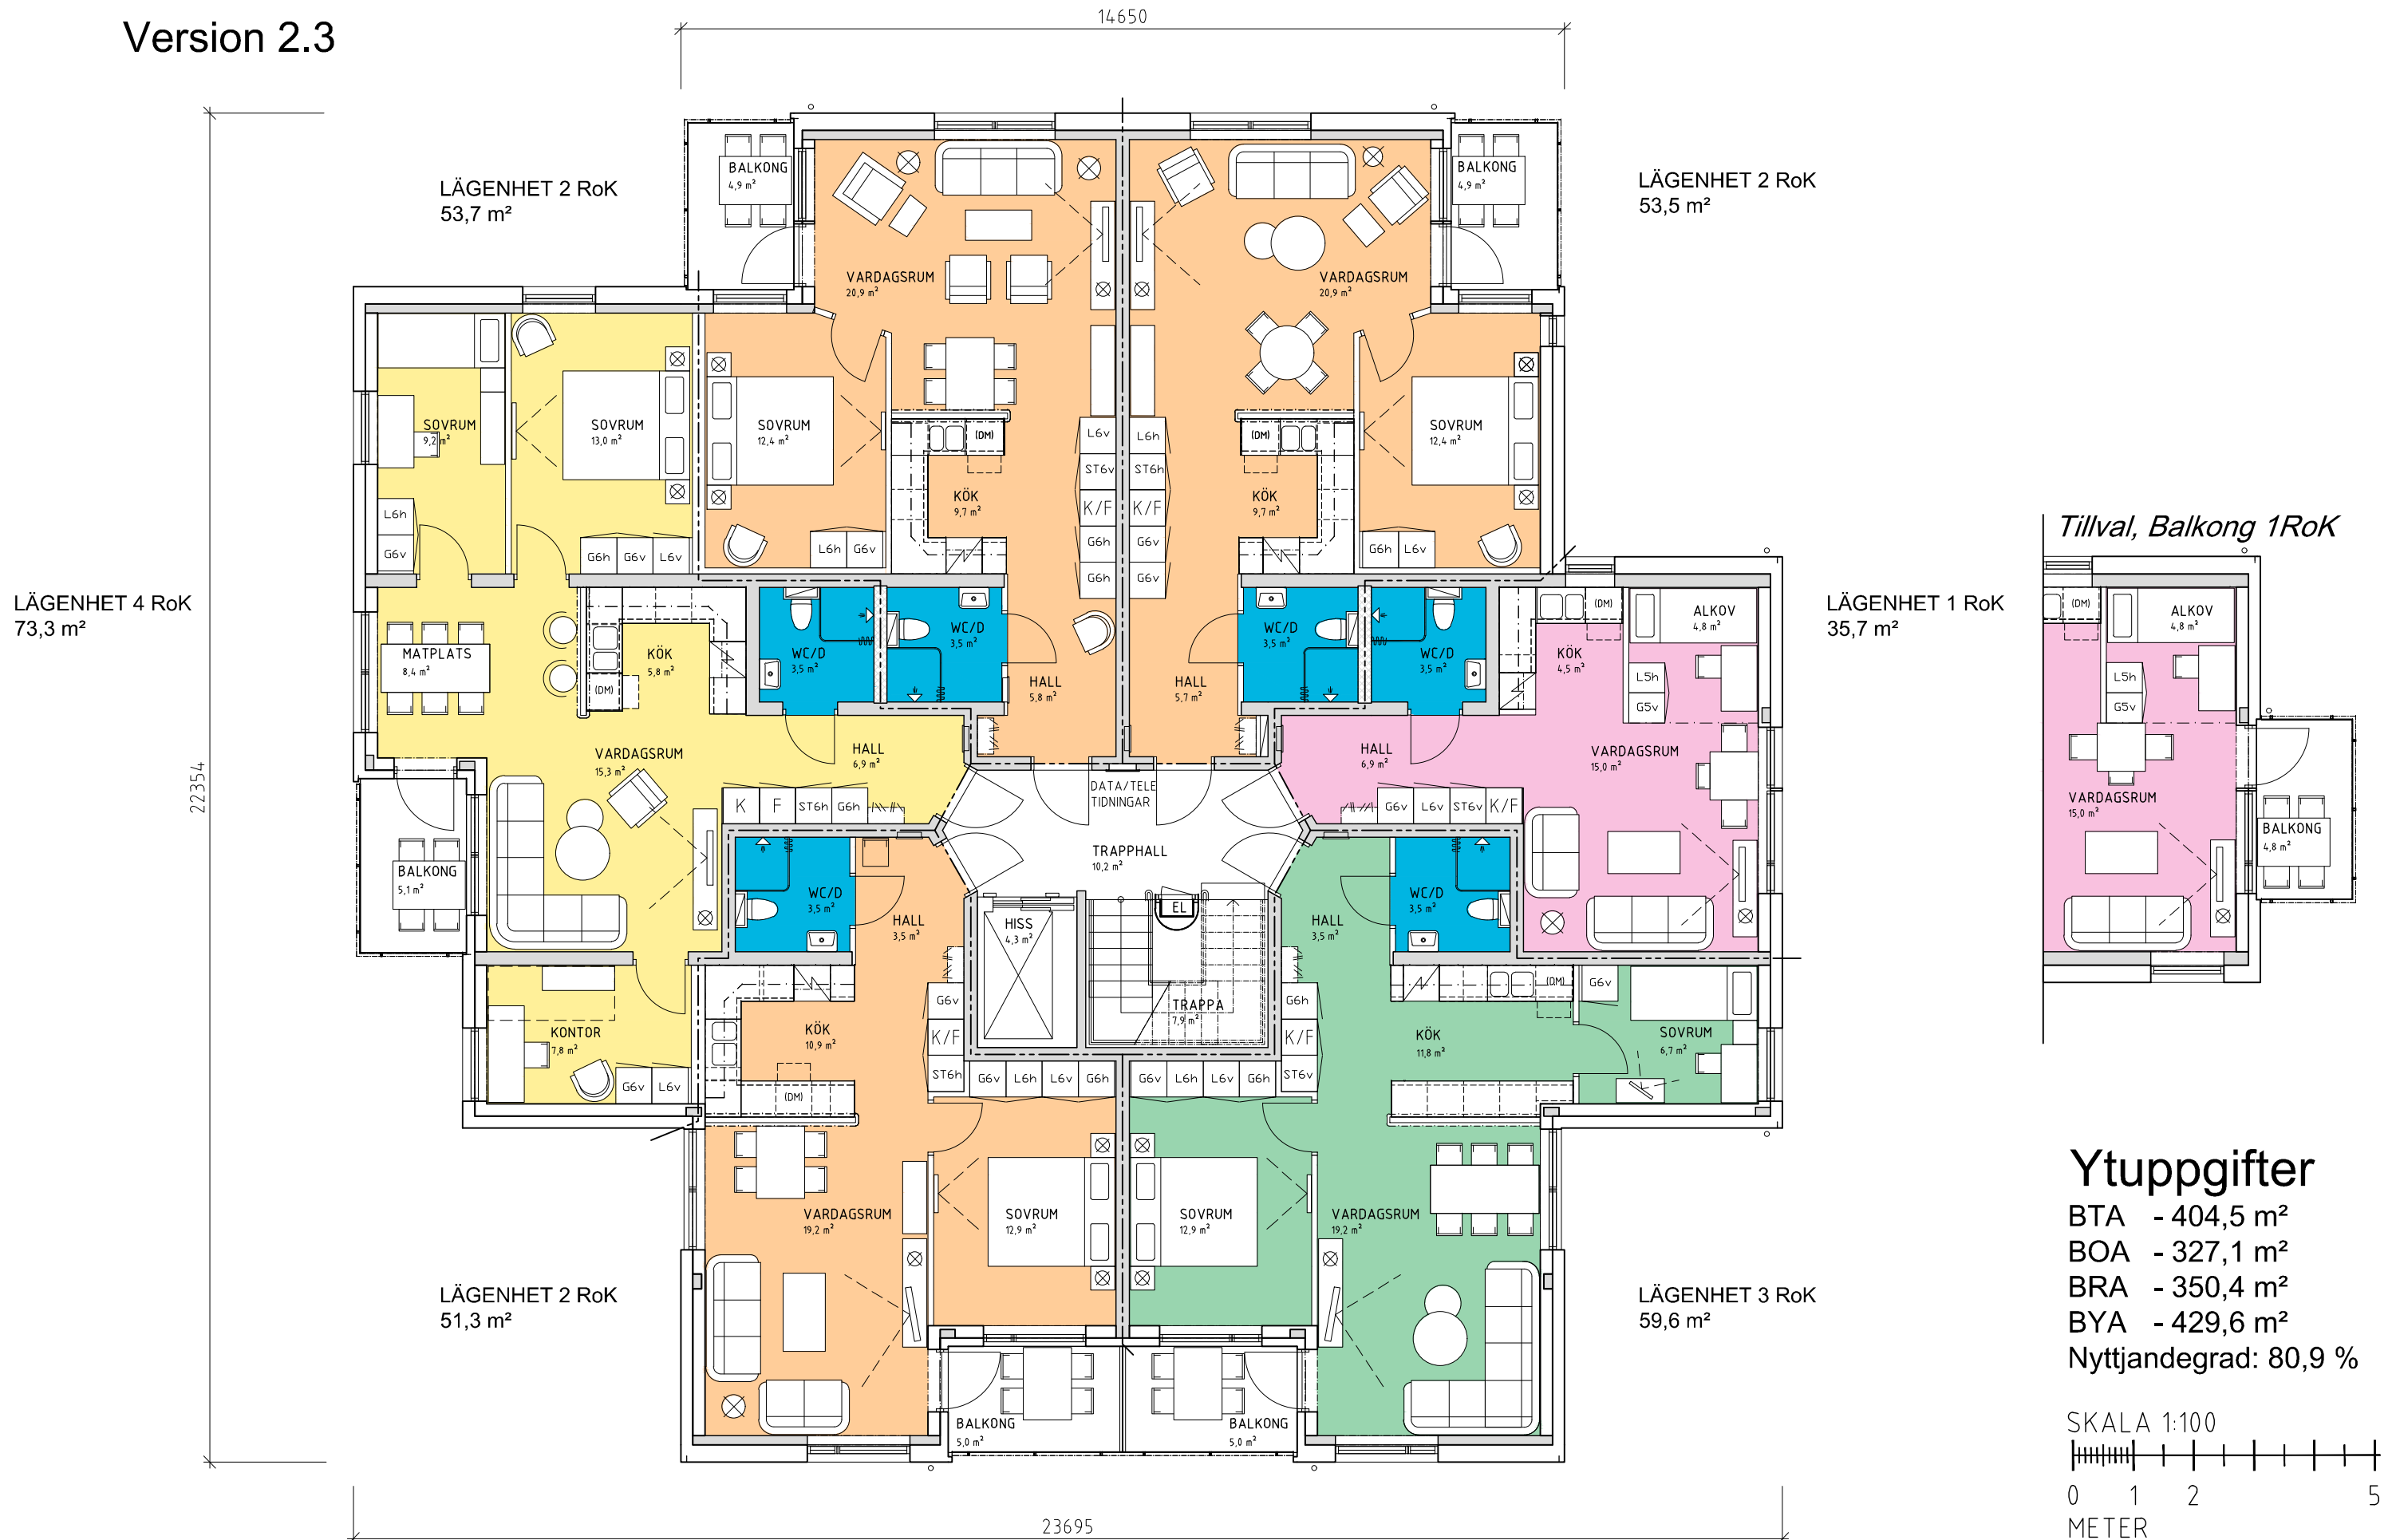 Version 2.3
14650
LÄGENHET 2 RoK
53,7 m²
BALKONG
4,9 m²
VARDAGSRUM
20,9 m²
SOVRUM
12,4 m²
L6h
G6v
KÖK
9,7 m²
(DM)
L6v
ST6v
K/F
G6h
G6h
WC/D
3,5 m²
HALL
5,8 m²
LÄGENHET 2 RoK
53,5 m²
BALKONG
4,9 m²
VARDAGSRUM
20,9 m²
SOVRUM
12,4 m²
G6h
L6v
KÖK
9,7 m²
(DM)
L6h
ST6h
K/F
G6v
G6v
WC/D
3,5 m²
HALL
5,7 m²
LÄGENHET 4 RoK
73,3 m²
SOVRUM
9,2 m²
L6h
G6v
SOVRUM
13,0 m²
G6h
G6v
L6v
MATPLATS
8,4 m²
KÖK
5,8 m²
(DM)
WC/D
3,5 m²
VARDAGSRUM
15,3 m²
HALL
6,9 m²
K
F
ST6h
G6h
BALKONG
5,1 m²
KONTOR
7,8 m²
G6v
L6v
22354
LÄGENHET 1 RoK
35,7 m²
WC/D
3,5 m²
KÖK
4,5 m²
(DM)
ALKOV
4,8 m²
L5h
G5v
HALL
6,9 m²
VARDAGSRUM
15,0 m²
G6v
L6v
ST6v
K/F
Tillval, Balkong 1RoK
(DM)
ALKOV
4,8 m²
L5h
G5v
VARDAGSRUM
15,0 m²
BALKONG
4,8 m²
DATA/TELE
TIDNINGAR
TRAPPHALL
10,2 m²
HISS
4,3 m²
EL
TRAPPA
7,9 m²
LÄGENHET 2 RoK
51,3 m²
WC/D
3,5 m²
HALL
3,5 m²
KÖK
10,9 m²
(DM)
G6v
K/F
ST6h
G6v
L6h
L6v
G6h
VARDAGSRUM
19,2 m²
SOVRUM
12,9 m²
BALKONG
5,0 m²
LÄGENHET 3 RoK
59,6 m²
HALL
3,5 m²
WC/D
3,5 m²
G6h
K/F
ST6v
G6v
L6h
L6v
G6h
KÖK
11,8 m²
(DM)
G6v
SOVRUM
6,7 m²
SOVRUM
12,9 m²
VARDAGSRUM
19,2 m²
BALKONG
5,0 m²
23695
Ytuppgifter
BTA - 404,5 m²
BOA - 327,1 m²
BRA - 350,4 m²
BYA - 429,6 m²
Nyttjandegrad: 80,9 %
SKALA 1:100
0 1 2 5
METER